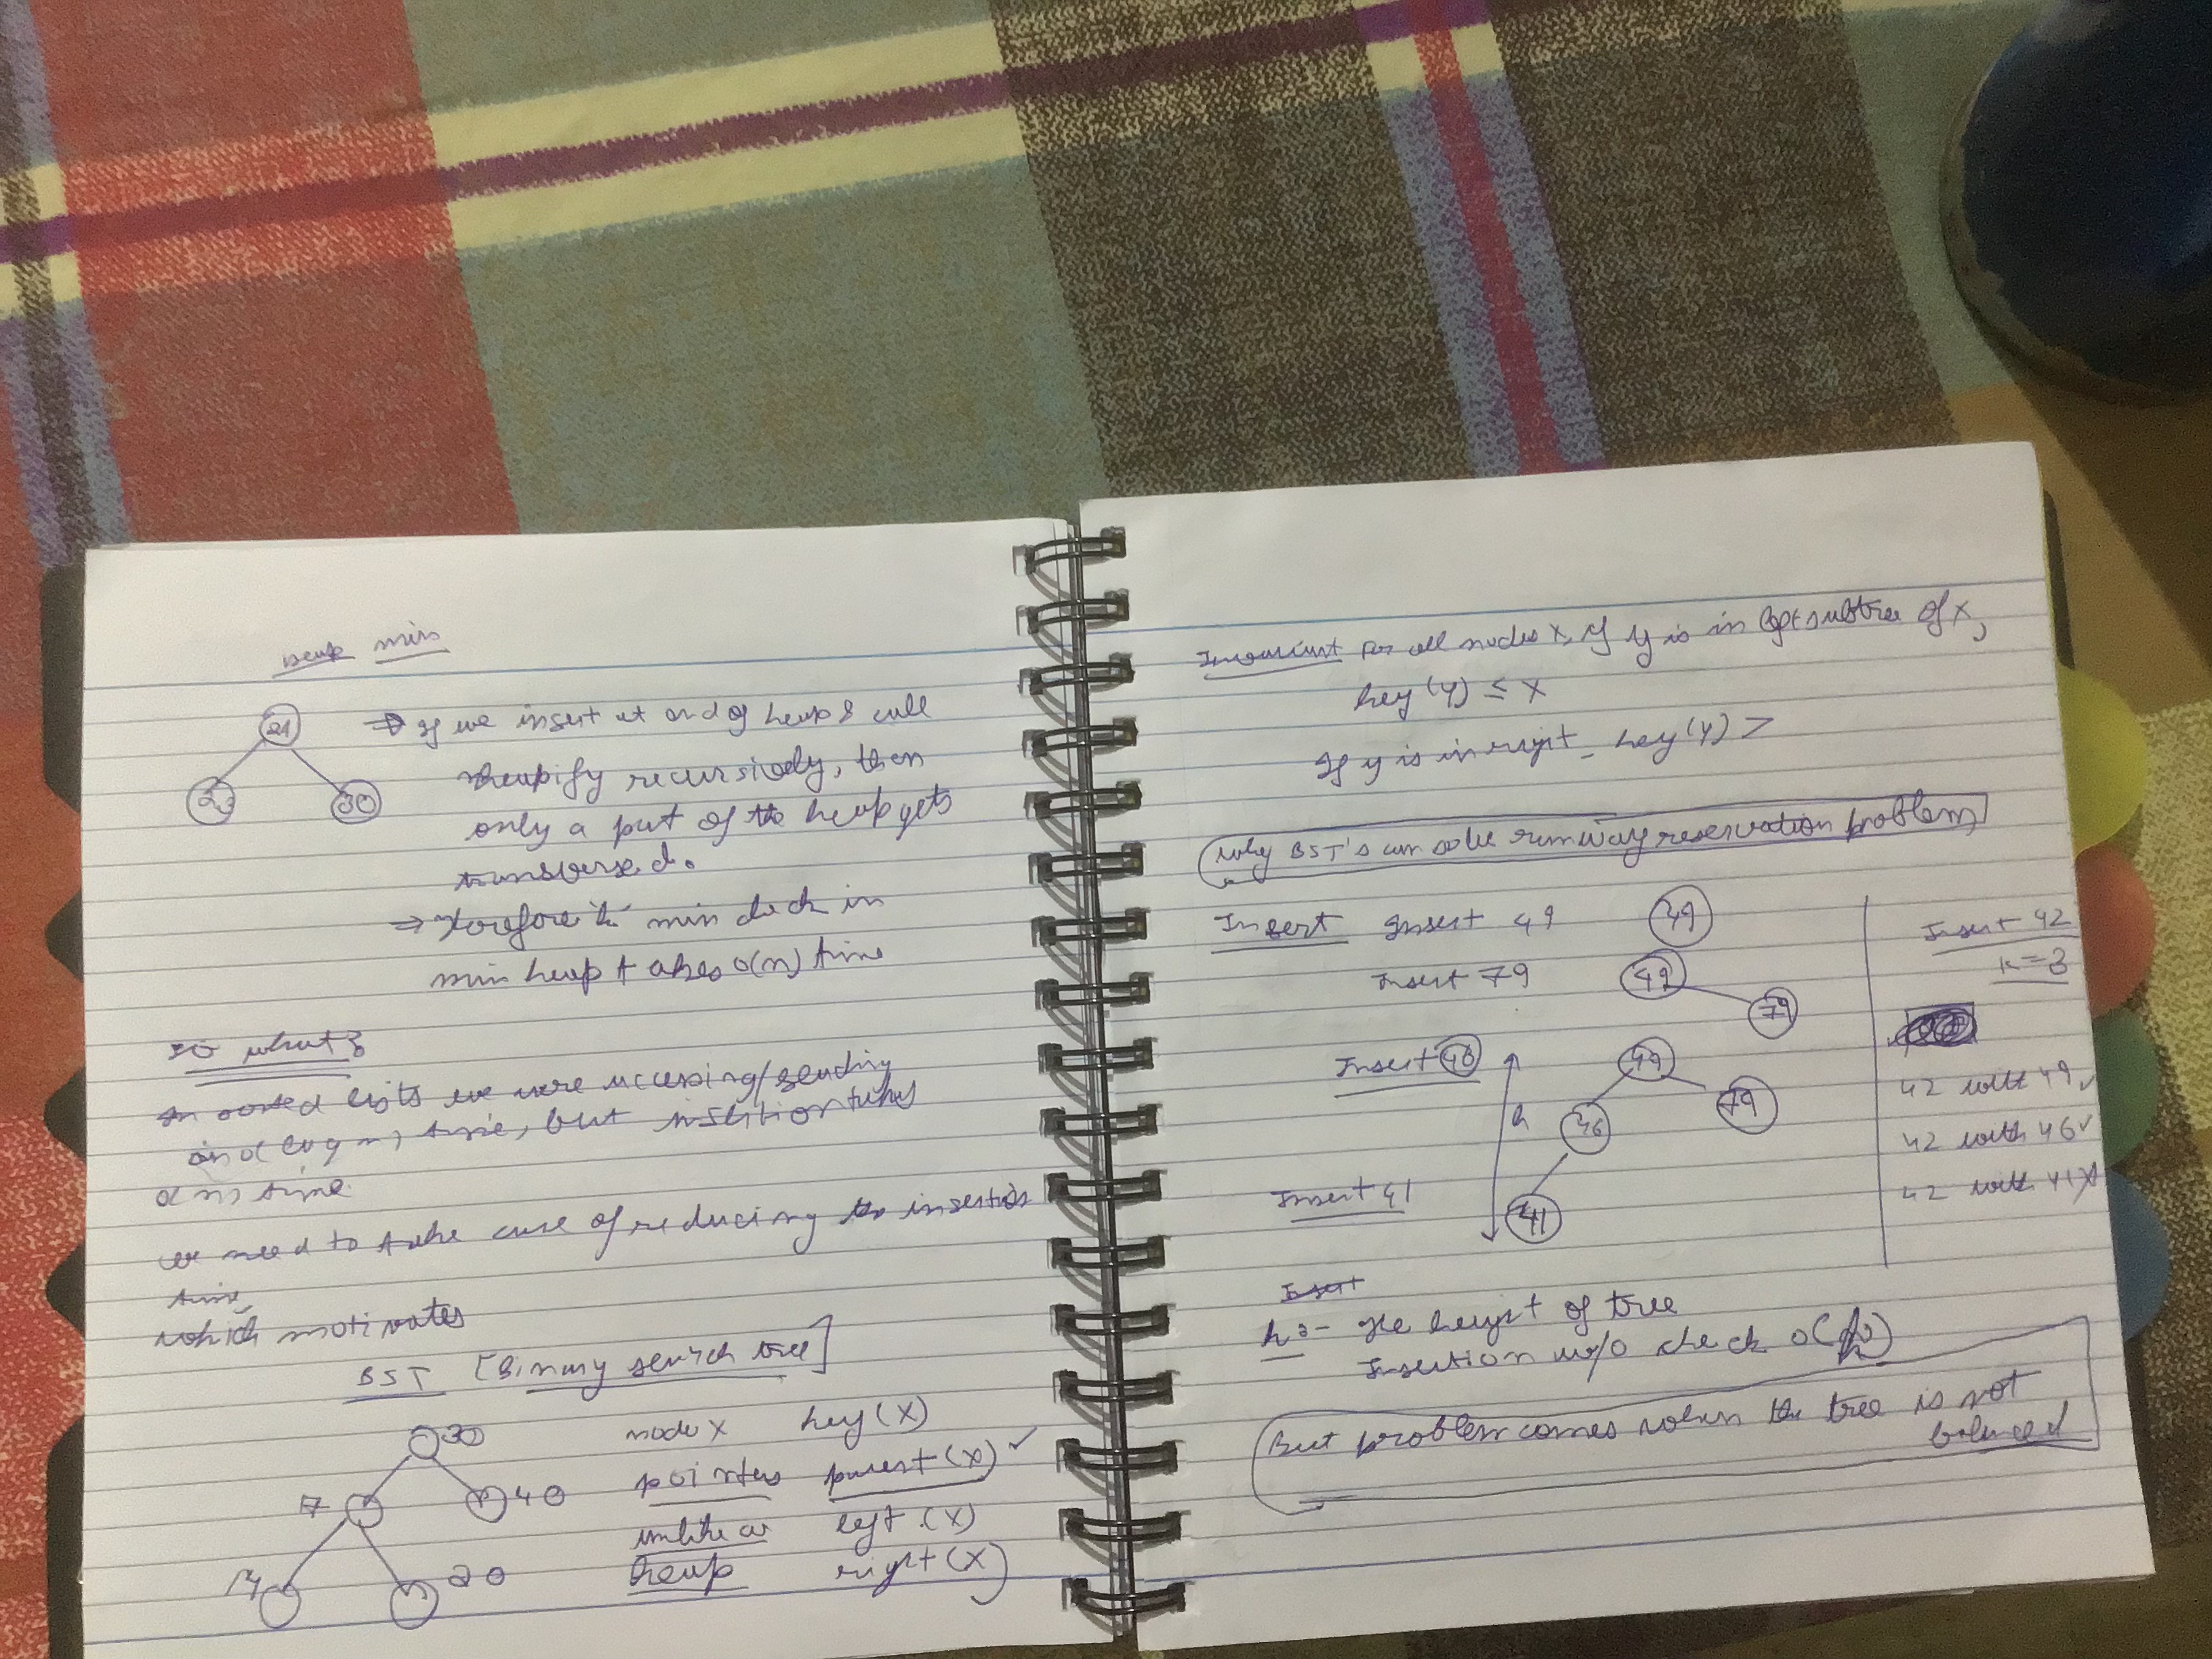 heap min
21
23 30
⇒ If we insert at end of heap & call
heapify recursively, then
only a part of the heap gets
transversed.
⇒ Therefore the min check in
min heap takes O(n) time
So what?
In sorted lists we were accessing/
in O(log n) time, but insertion takes
O(n) time.
we need to take care of reducing the insertion
time,
which motivates
BST [Binary search tree]
30
7 40
14 20
node x key(x)
pointers parent(x) ✓
unlike a left(x)
heap right(x)
Invariant For all nodes x, if y is in left subtree of x,
key(y) ≤ x
If y is in right key(y) >
Why BST's can solve runway reservation problem
Insert Insert 49 49
Insert 79 49
79
Insert 46 49
46 79
h
Insert 41 41
Insert 42
k=3
42 with 49 ✓
42 with 46 ✓
42 with 41 X
Insert
h :- The height of tree
Insertion w/o check O(h)
But problem comes when the tree is not
balanced